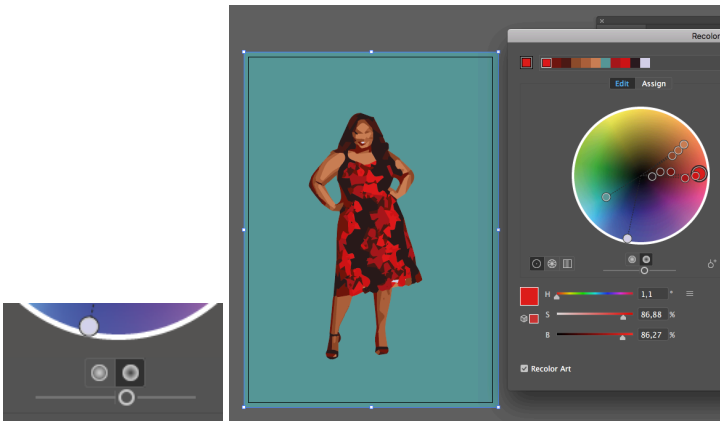 Recolor
Edit Assign
H 1,1 °
S 86,88 %
B 86,27 %
Recolor Art